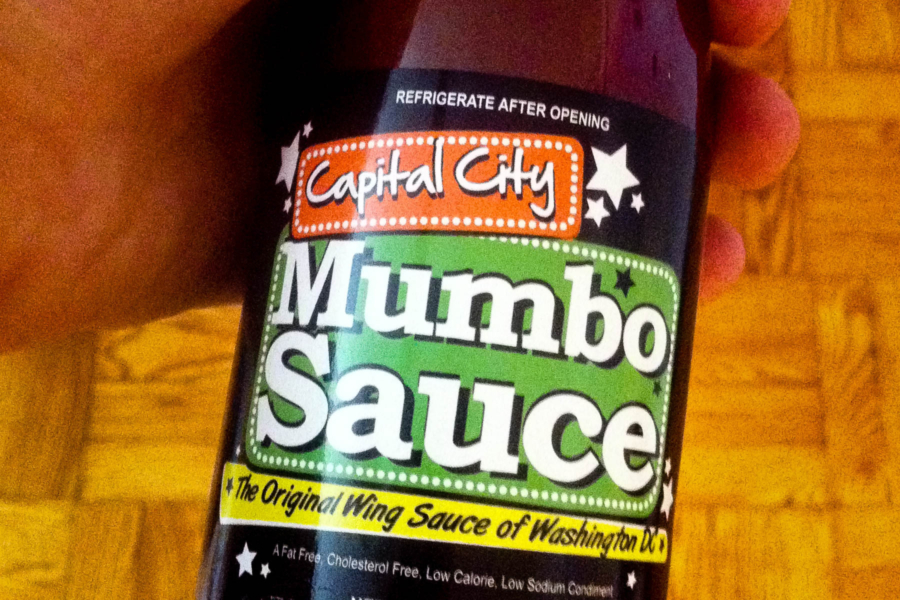 REFRIGERATE AFTER OPENING
Capital City
Mumbo
Sauce
The Original Wing Sauce of Washington DC
A Fat Free, Cholesterol Free, Low Calorie, Low Sodium Condiment